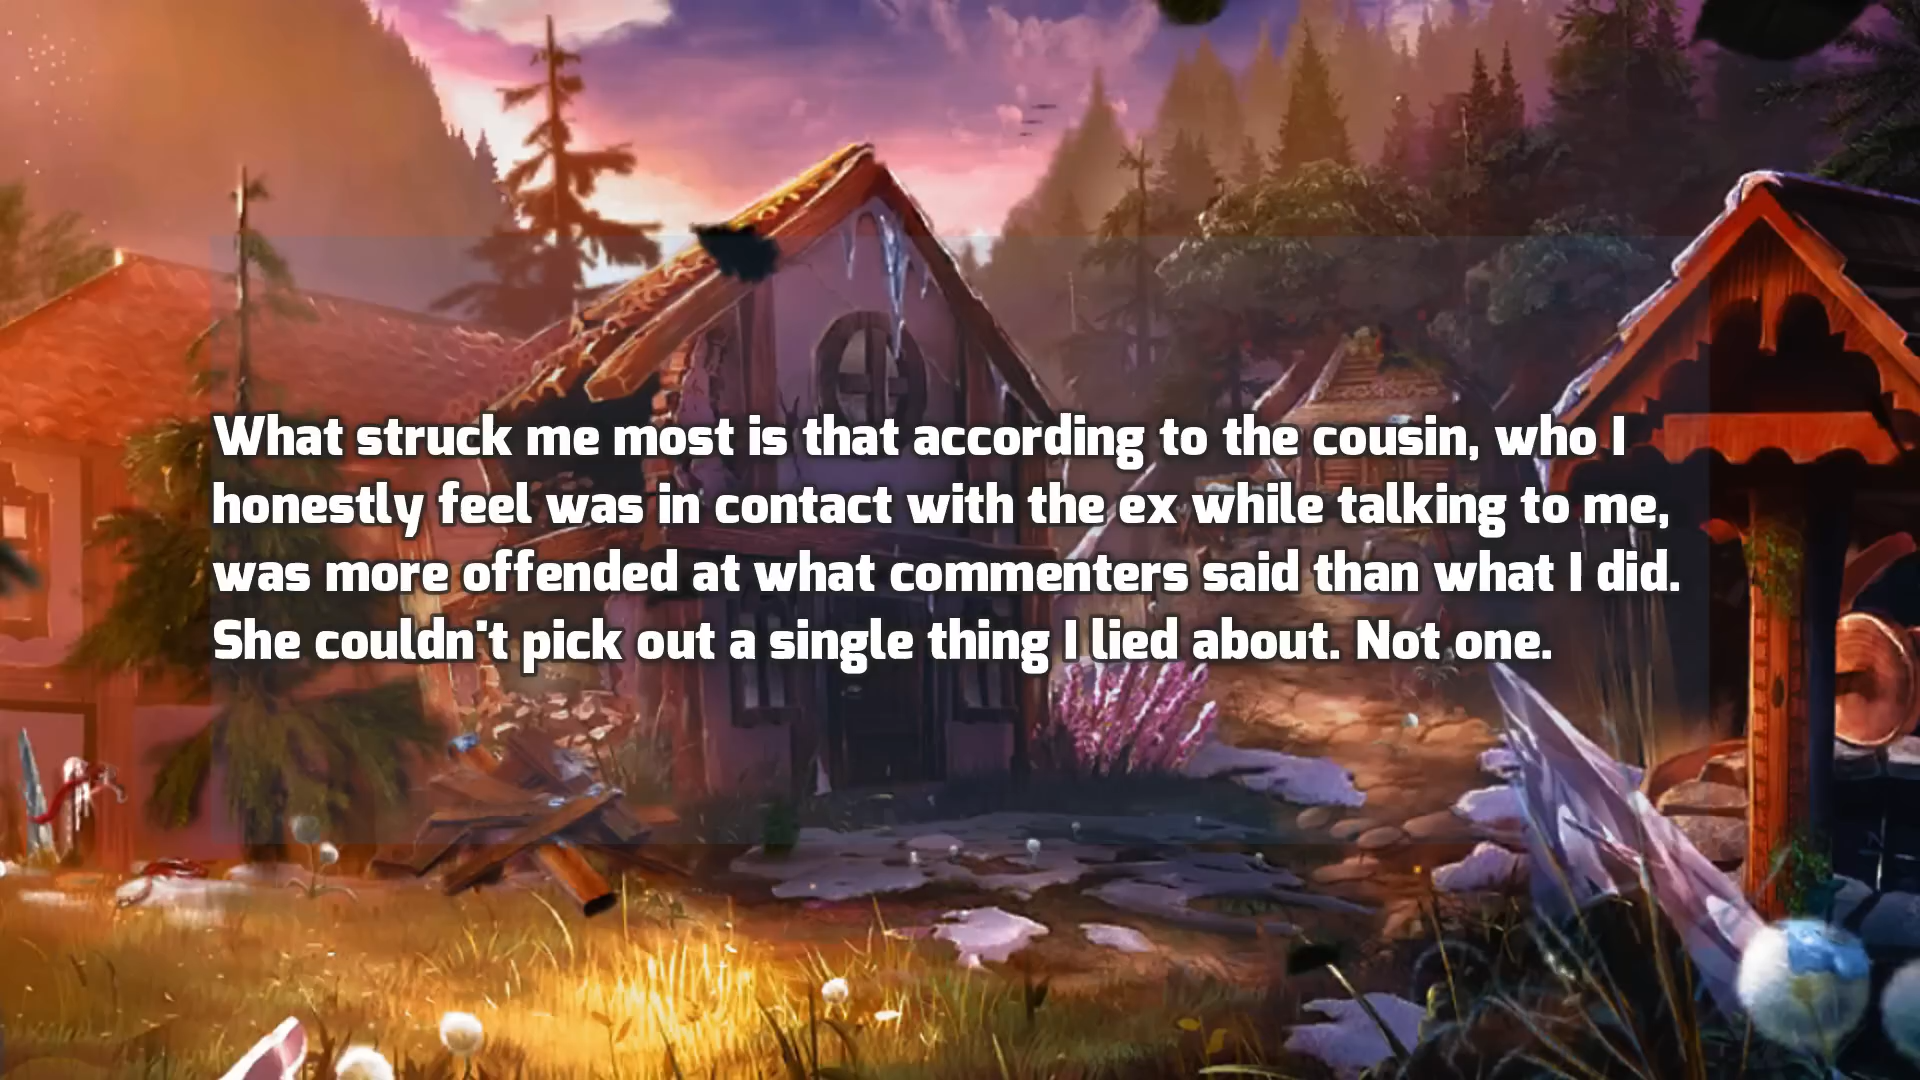 What struck me most is that according to the cousin, who I
honestly feel was in contact with the ex while talking to me,
was more offended at what commenters said than what I did.
She couldn't pick out a single thing I lied about. Not one.